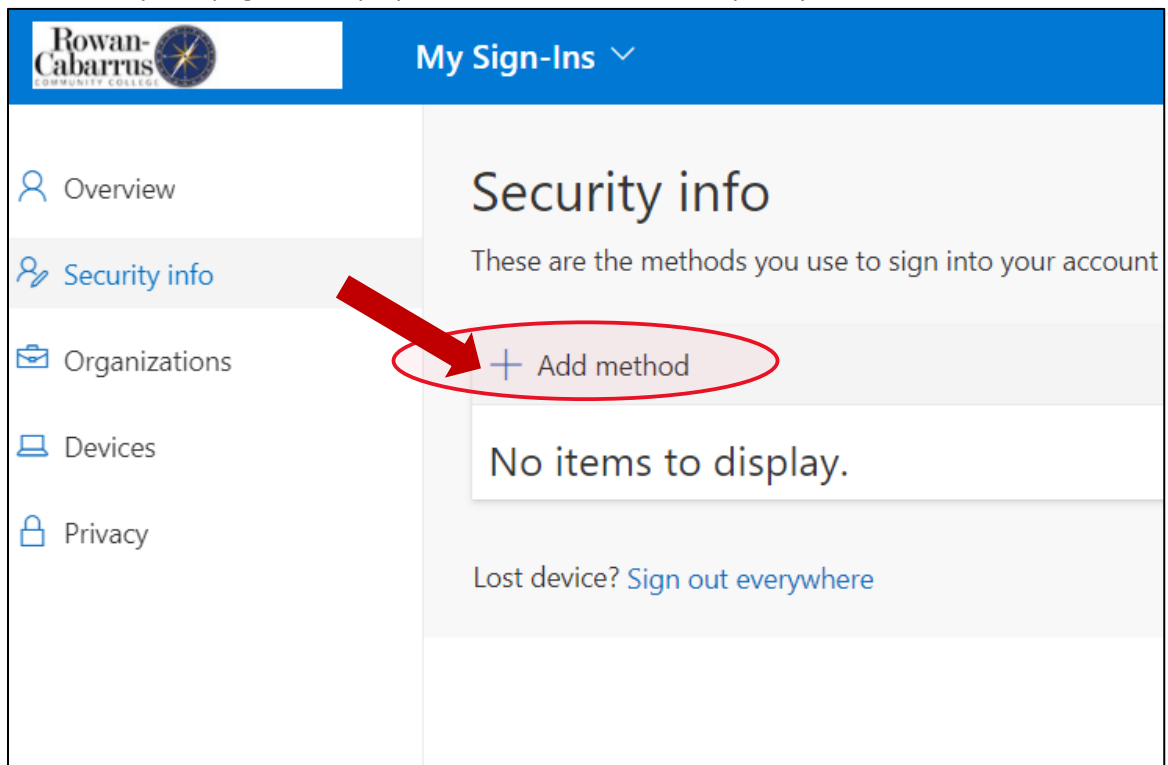 Rowan-
Cabarrus
COMMUNITY COLLEGE
My Sign-Ins
Overview
Security info
Organizations
Devices
Privacy
Security info
These are the methods you use to sign into your account
+ Add method
No items to display.
Lost device? Sign out everywhere